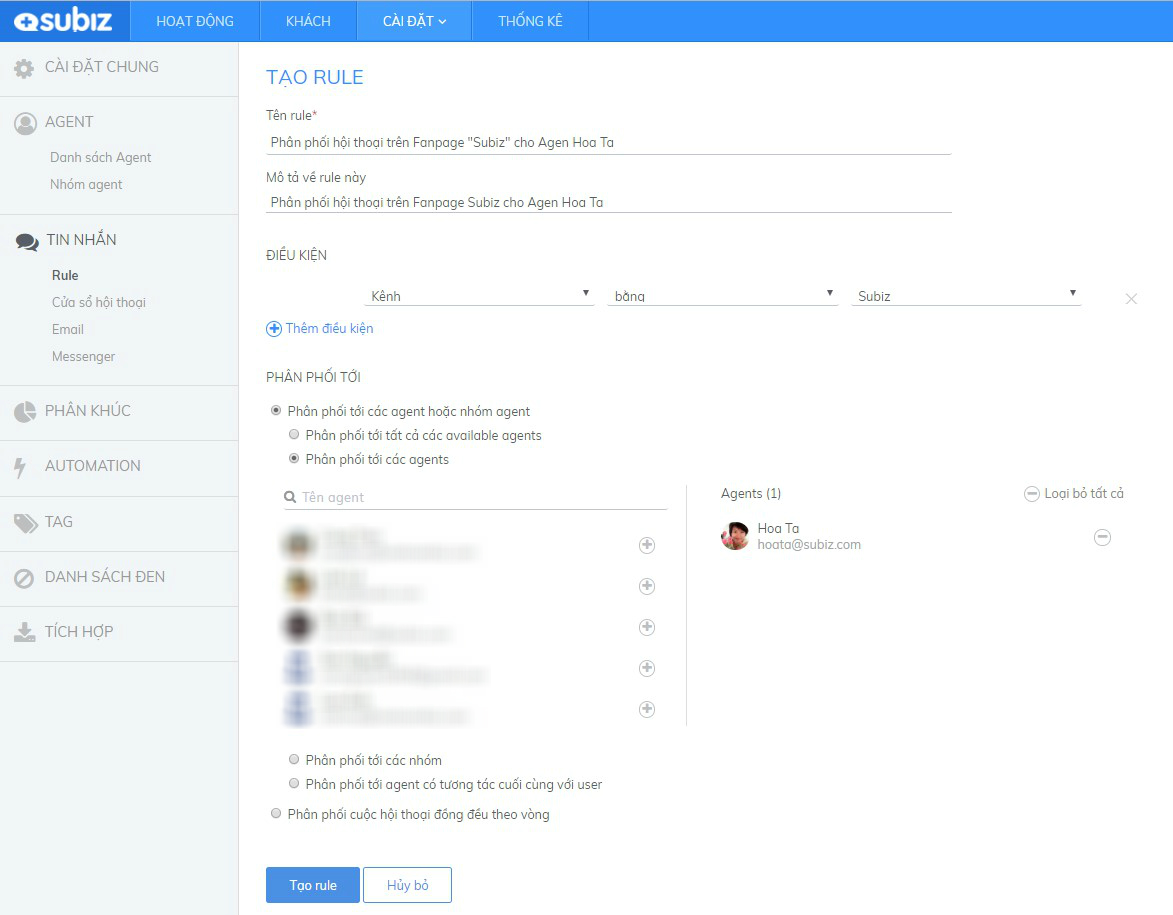 subiz
HOẠT ĐỘNG
KHÁCH
CÀI ĐẶT
THỐNG KÊ
CÀI ĐẶT CHUNG
AGENT
Danh sách Agent
Nhóm agent
TIN NHẮN
Rule
Cửa sổ hội thoại
Email
Messenger
PHÂN KHÚC
AUTOMATION
TAG
DANH SÁCH ĐEN
TÍCH HỢP
TẠO RULE
Tên rule*
Phân phối hội thoại trên Fanpage "Subiz" cho Agen Hoa Ta
Mô tả về rule này
Phân phối hội thoại trên Fanpage Subiz cho Agen Hoa Ta
ĐIỀU KIỆN
Kênh bằng Subiz
Thêm điều kiện
PHÂN PHỐI TỚI
Phân phối tới các agent hoặc nhóm agent
Phân phối tới tất cả các available agents
Phân phối tới các agents
Tên agent
Agents (1) Loại bỏ tất cả
Hoa Ta
hoata@subiz.com
Phân phối tới các nhóm
Phân phối tới agent có tương tác cuối cùng với user
Phân phối cuộc hội thoại đồng đều theo vòng
Tạo rule Hủy bỏ